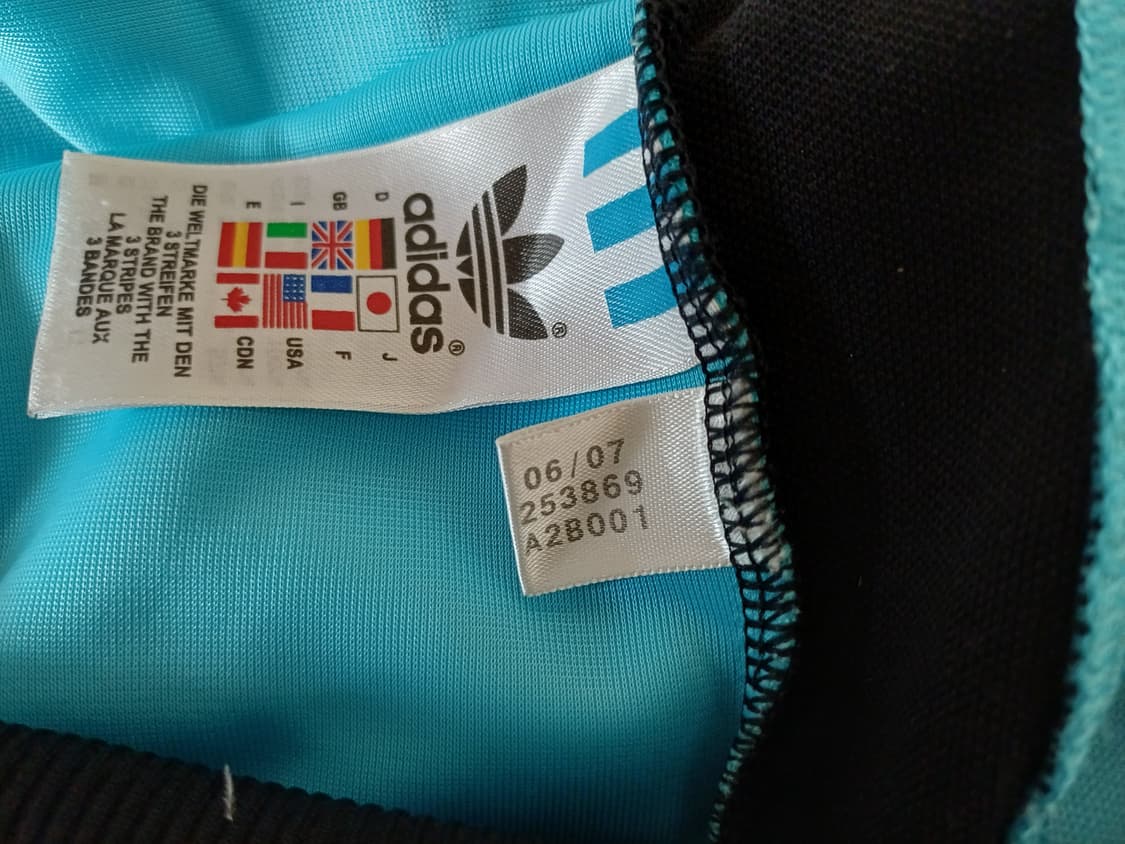 adidas®
®
D
J
GB
F
I
USA
E
CDN
DIE WELTMARKE MIT DEN
3 STREIFEN
THE BRAND WITH THE
3 STRIPES
LA MARQUE AUX
3 BANDES
06/07
253869
A2B001